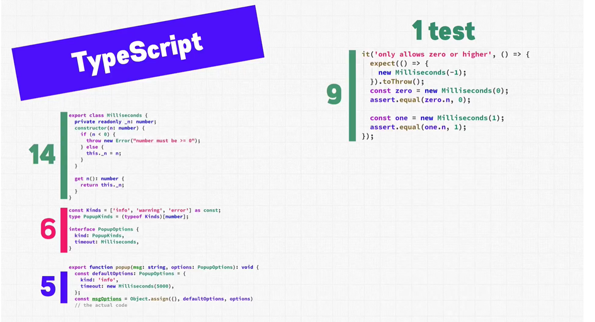 TypeScript
14
export class Milliseconds {
private readonly _n: number;
constructor(n: number) {
if (n < 0) {
throw new Error("number must be >= 0");
} else {
this._n = n;
}
}
get n(): number {
return this._n;
}
}
6
const Kinds = ['info', 'warning', 'error'] as const;
type PopupKinds = (typeof Kinds)[number];
interface PopupOptions {
kind: PopupKinds,
timeout: Milliseconds,
}
5
export function popup(msg: string, options: PopupOptions): void {
const defaultOptions: PopupOptions = {
kind: 'info',
timeout: new Milliseconds(5000),
};
const msgOptions = Object.assign({}, defaultOptions, options)
// the actual code
1 test
9
it('only allows zero or higher', () => {
expect(() => {
new Milliseconds(-1);
}).toThrow();
const zero = new Milliseconds(0);
assert.equal(zero.n, 0);
const one = new Milliseconds(1);
assert.equal(one.n, 1);
});